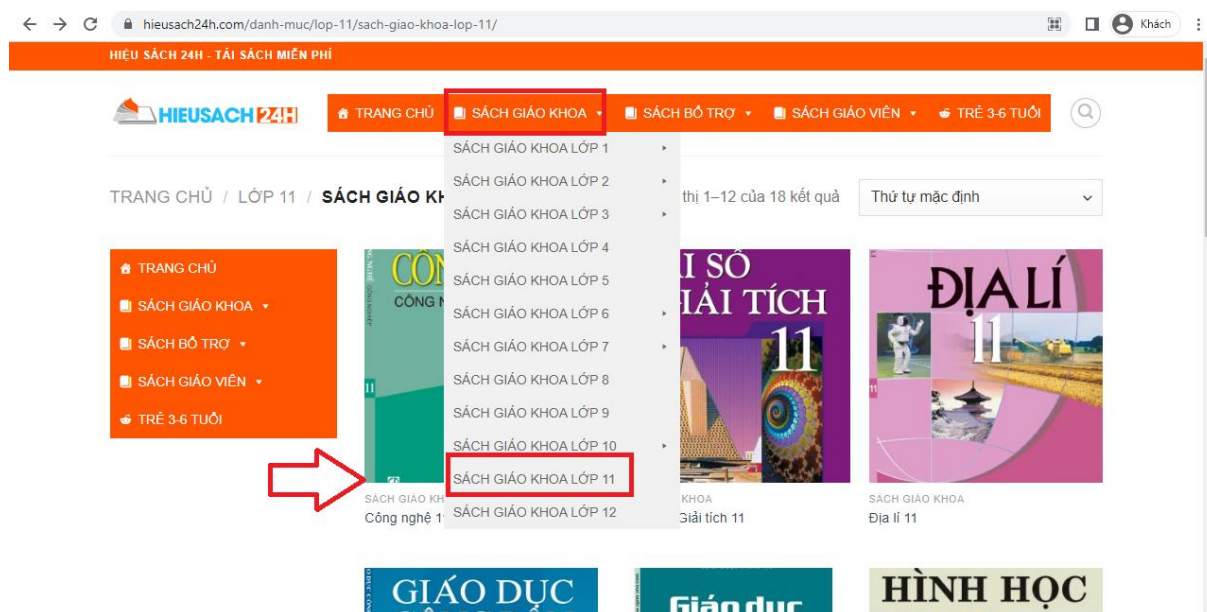 hieusach24h.com/danh-muc/lop-11/sach-giao-khoa-lop-11/
Khách
HIỆU SÁCH 24H - TẢI SÁCH MIỄN PHÍ
HIEUSACH 24H
TRANG CHỦ
SÁCH GIÁO KHOA
SÁCH BỔ TRỢ
SÁCH GIÁO VIÊN
TRẺ 3-6 TUỔI
SÁCH GIÁO KHOA LỚP 1
SÁCH GIÁO KHOA LỚP 2
SÁCH GIÁO KHOA LỚP 3
SÁCH GIÁO KHOA LỚP 4
SÁCH GIÁO KHOA LỚP 5
SÁCH GIÁO KHOA LỚP 6
SÁCH GIÁO KHOA LỚP 7
SÁCH GIÁO KHOA LỚP 8
SÁCH GIÁO KHOA LỚP 9
SÁCH GIÁO KHOA LỚP 10
SÁCH GIÁO KHOA LỚP 11
SÁCH GIÁO KHOA LỚP 12
TRANG CHỦ / LỚP 11 / SÁCH GIÁO KH
thị 1–12 của 18 kết quả
Thứ tự mặc định
TRANG CHỦ
SÁCH GIÁO KHOA
SÁCH BỔ TRỢ
SÁCH GIÁO VIÊN
TRẺ 3-6 TUỔI
CÔN
CÔNG N
11
I SỐ
IẢI TÍCH
11
ĐỊA LÍ
11
11
SÁCH GIÁO KH
Công nghệ 1
KHOA
Giải tích 11
SÁCH GIÁO KHOA
Địa lí 11
GIÁO DỤC
Giáo dục
HÌNH HỌC